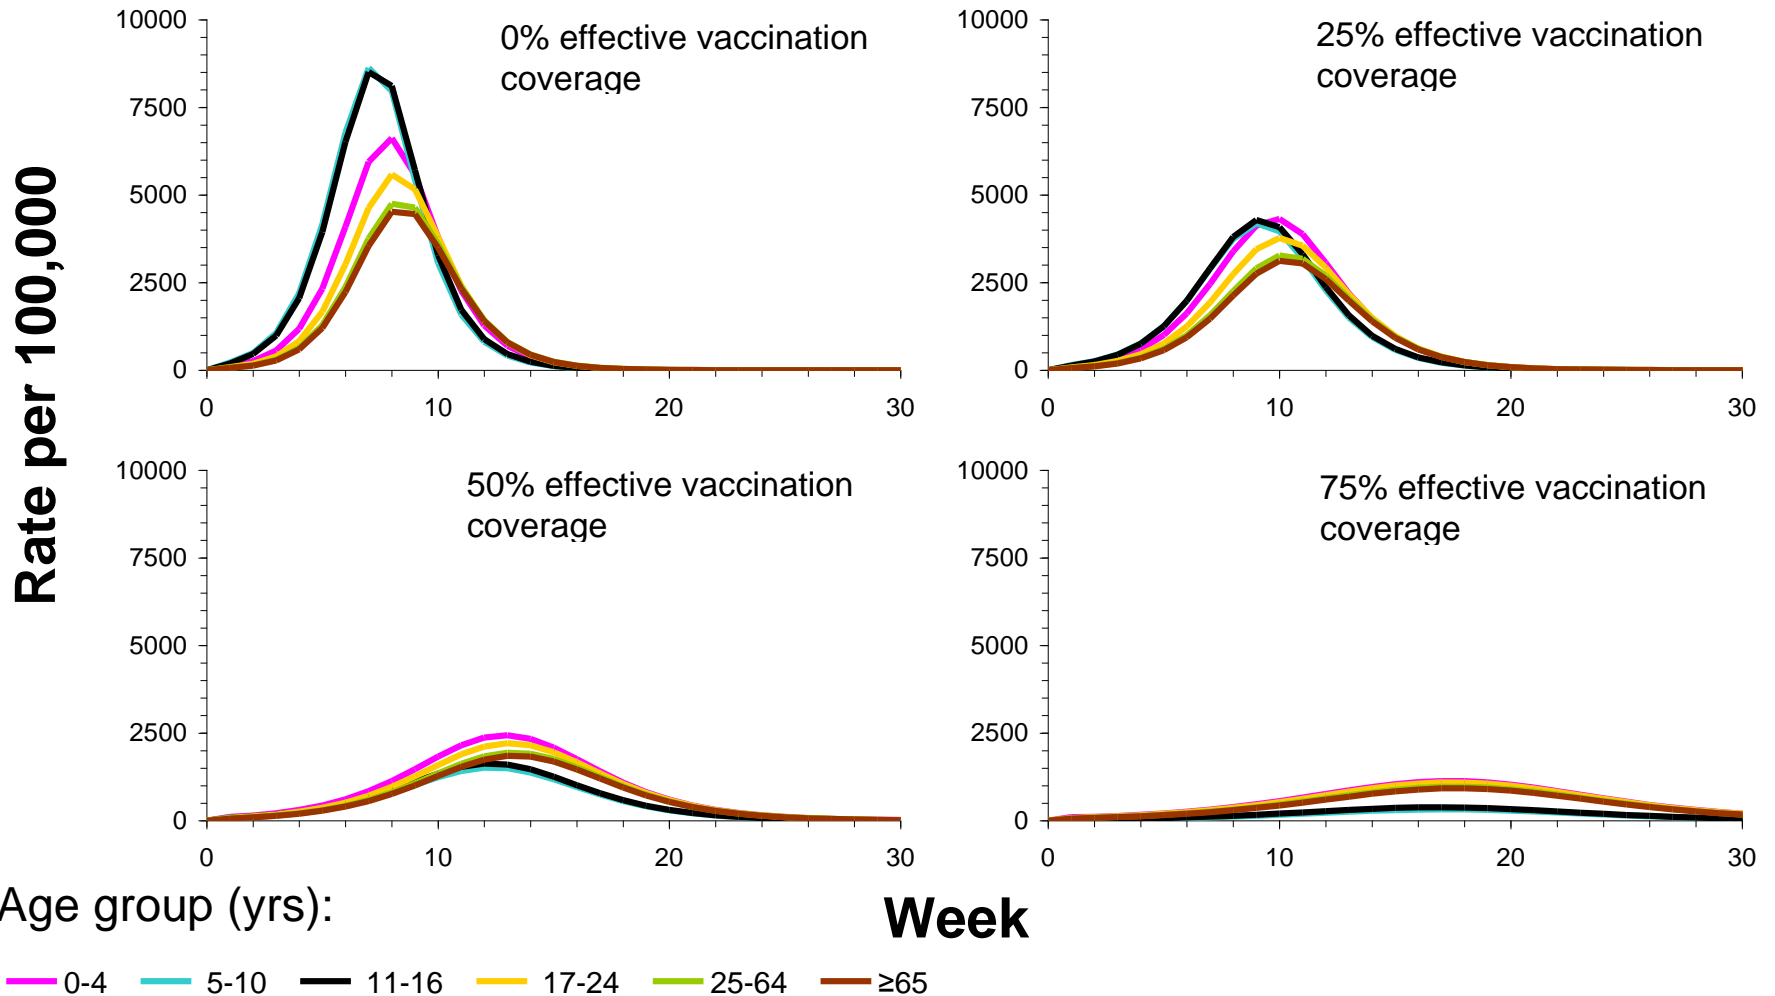 Rate per 100,000
0% effective vaccination
coverage
10000
7500
5000
2500
0
0 10 20 30
25% effective vaccination
coverage
10000
7500
5000
2500
0
0 10 20 30
50% effective vaccination
coverage
10000
7500
5000
2500
0
0 10 20 30
75% effective vaccination
coverage
10000
7500
5000
2500
0
0 10 20 30
Week
Age group (yrs):
0-4 5-10 11-16 17-24 25-64 ≥65